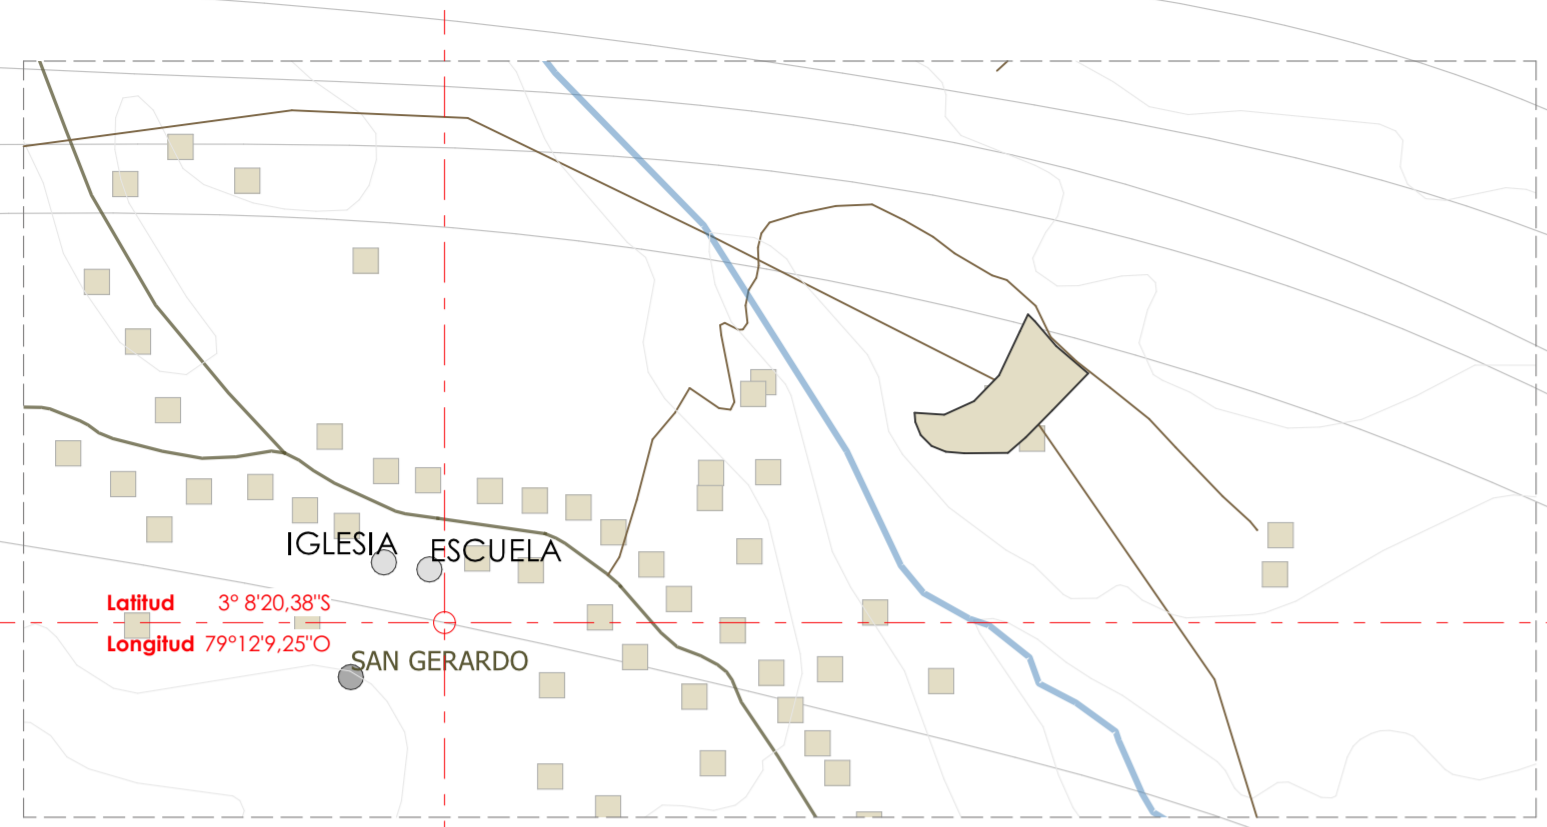 IGLESIA
ESCUELA
Latitud 3° 8'20,38"S
Longitud 79°12'9,25"O
SAN GERARDO